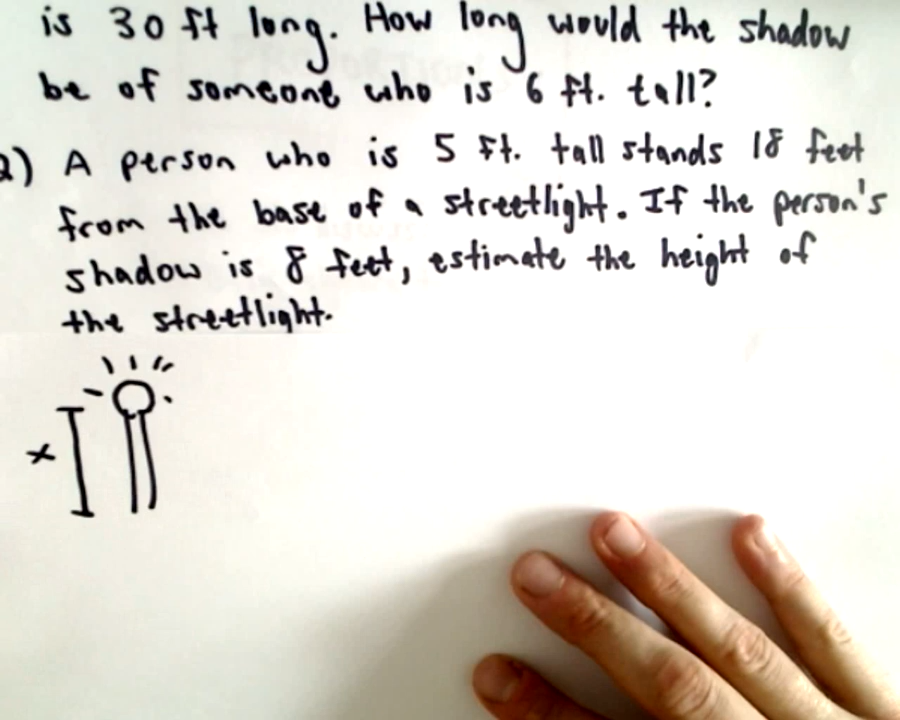 is 30 ft long. How long would the shadow
be of someone who is 6 ft. tall?
2) A person who is 5 ft. tall stands 18 feet
from the base of a streetlight. If the person's
shadow is 8 feet, estimate the height of
the streetlight.
x